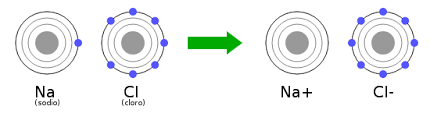 Na Cl Na+ Cl-
(sodio) (cloro)